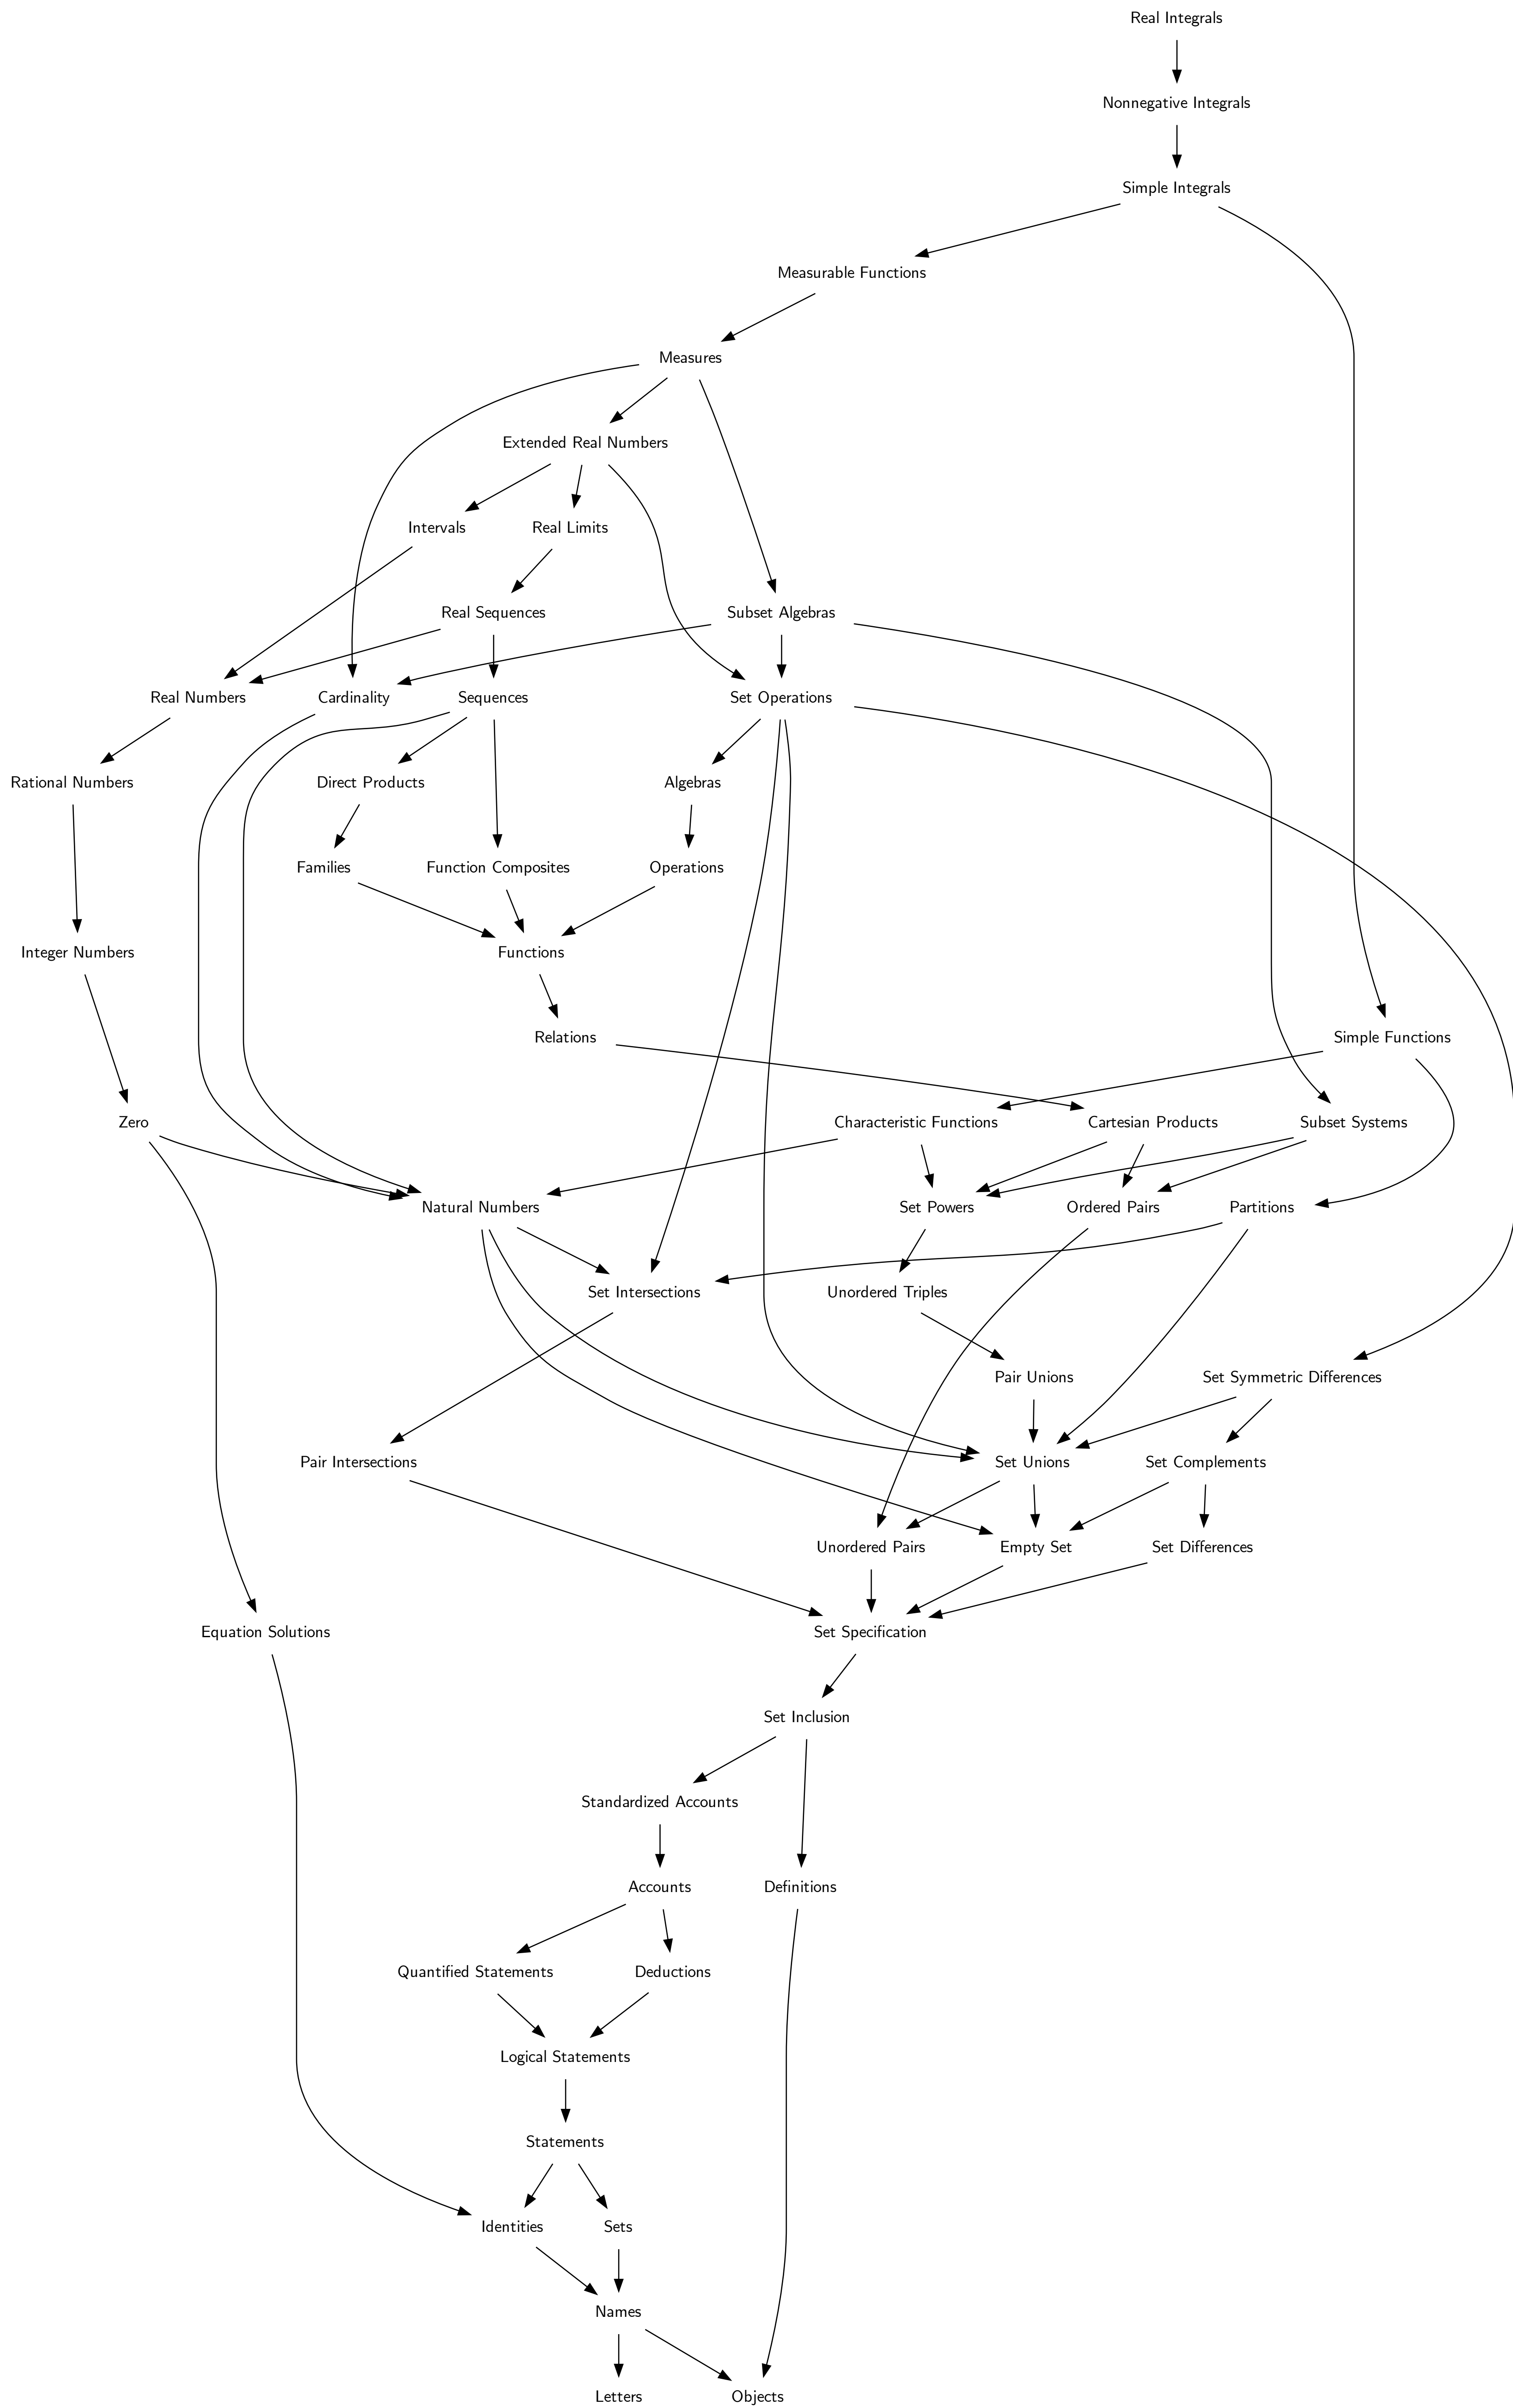 Real Integrals
Nonnegative Integrals
Simple Integrals
Measurable Functions
Measures
Extended Real Numbers
Intervals
Real Limits
Real Sequences
Subset Algebras
Real Numbers
Cardinality
Sequences
Set Operations
Rational Numbers
Direct Products
Algebras
Families
Function Composites
Operations
Integer Numbers
Functions
Relations
Simple Functions
Zero
Characteristic Functions
Cartesian Products
Subset Systems
Natural Numbers
Set Powers
Ordered Pairs
Partitions
Set Intersections
Unordered Triples
Pair Unions
Set Symmetric Differences
Pair Intersections
Set Unions
Set Complements
Unordered Pairs
Empty Set
Set Differences
Equation Solutions
Set Specification
Set Inclusion
Standardized Accounts
Accounts
Definitions
Quantified Statements
Deductions
Logical Statements
Statements
Identities
Sets
Names
Letters
Objects